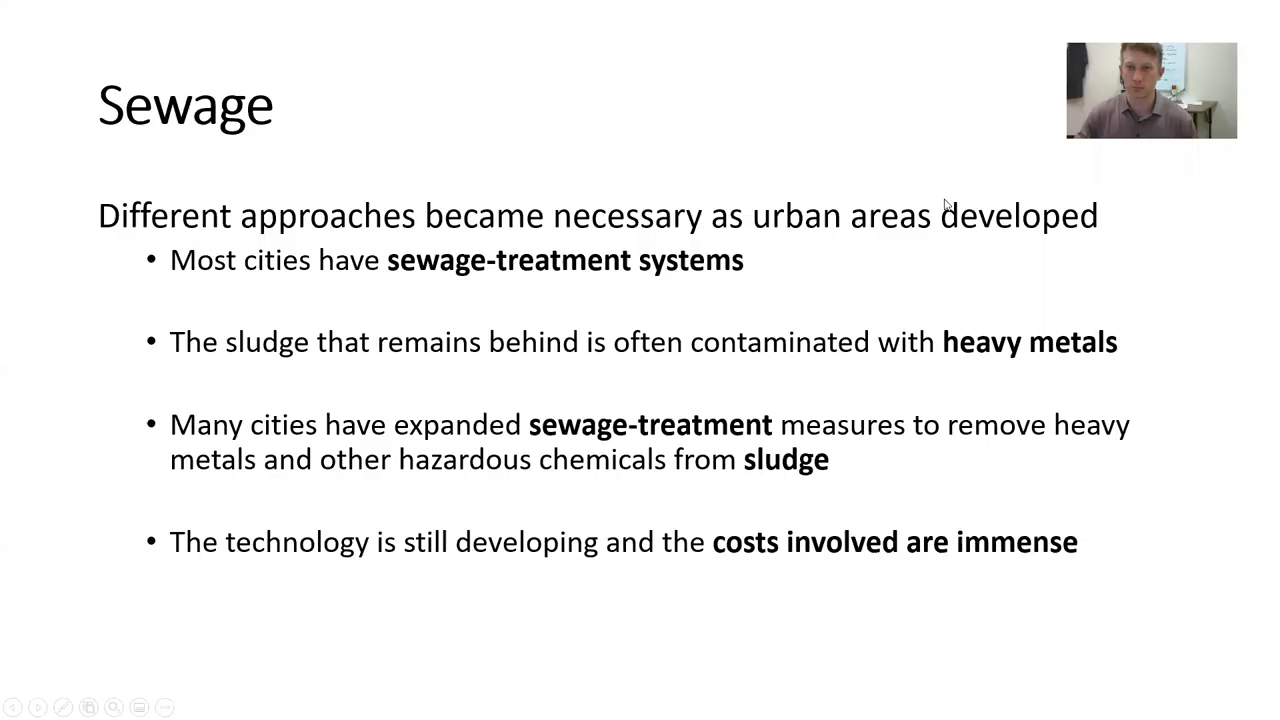 Sewage
Different approaches became necessary as urban areas developed
• Most cities have sewage-treatment systems
• The sludge that remains behind is often contaminated with heavy metals
• Many cities have expanded sewage-treatment measures to remove heavy
metals and other hazardous chemicals from sludge
• The technology is still developing and the costs involved are immense